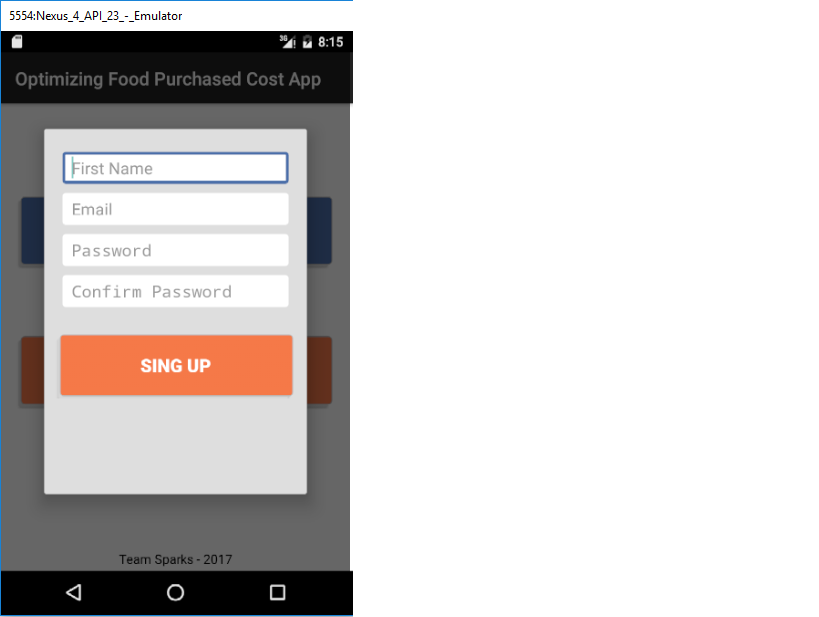 5554:Nexus_4_API_23_-_Emulator
3G 8:15
Optimizing Food Purchased Cost App
First Name
Email
Password
Confirm Password
SING UP
Team Sparks - 2017